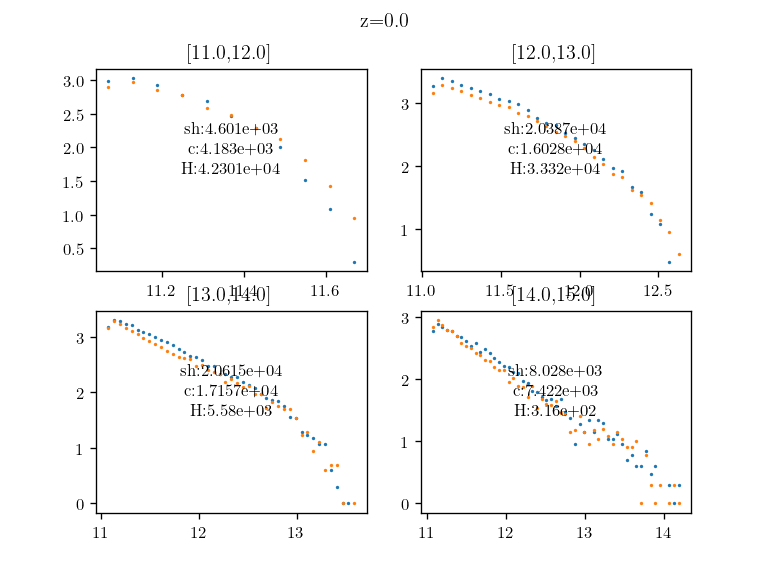 z=0.0
[11.0,12.0]
[12.0,13.0]
3.0
2.5
2.0
1.5
1.0
0.5
sh:4.601e+03
c:4.183e+03
H:4.2301e+04
11.2
11.4
11.6
3
2
1
sh:2.0387e+04
c:1.6028e+04
H:3.332e+04
11.0
11.5
12.0
12.5
[13.0,14.0]
[14.0,15.0]
3
2
1
0
sh:2.0615e+04
c:1.7157e+04
H:5.58e+03
11
12
13
3
2
1
0
sh:8.028e+03
c:7.422e+03
H:3.16e+02
11
12
13
14